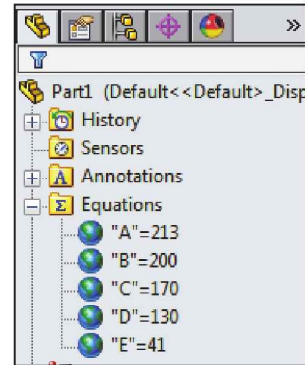 »
Part1 (Default<<Default>_Disp
History
Sensors
A Annotations
Σ Equations
"A"=213
"B"=200
"C"=170
"D"=130
"E"=41